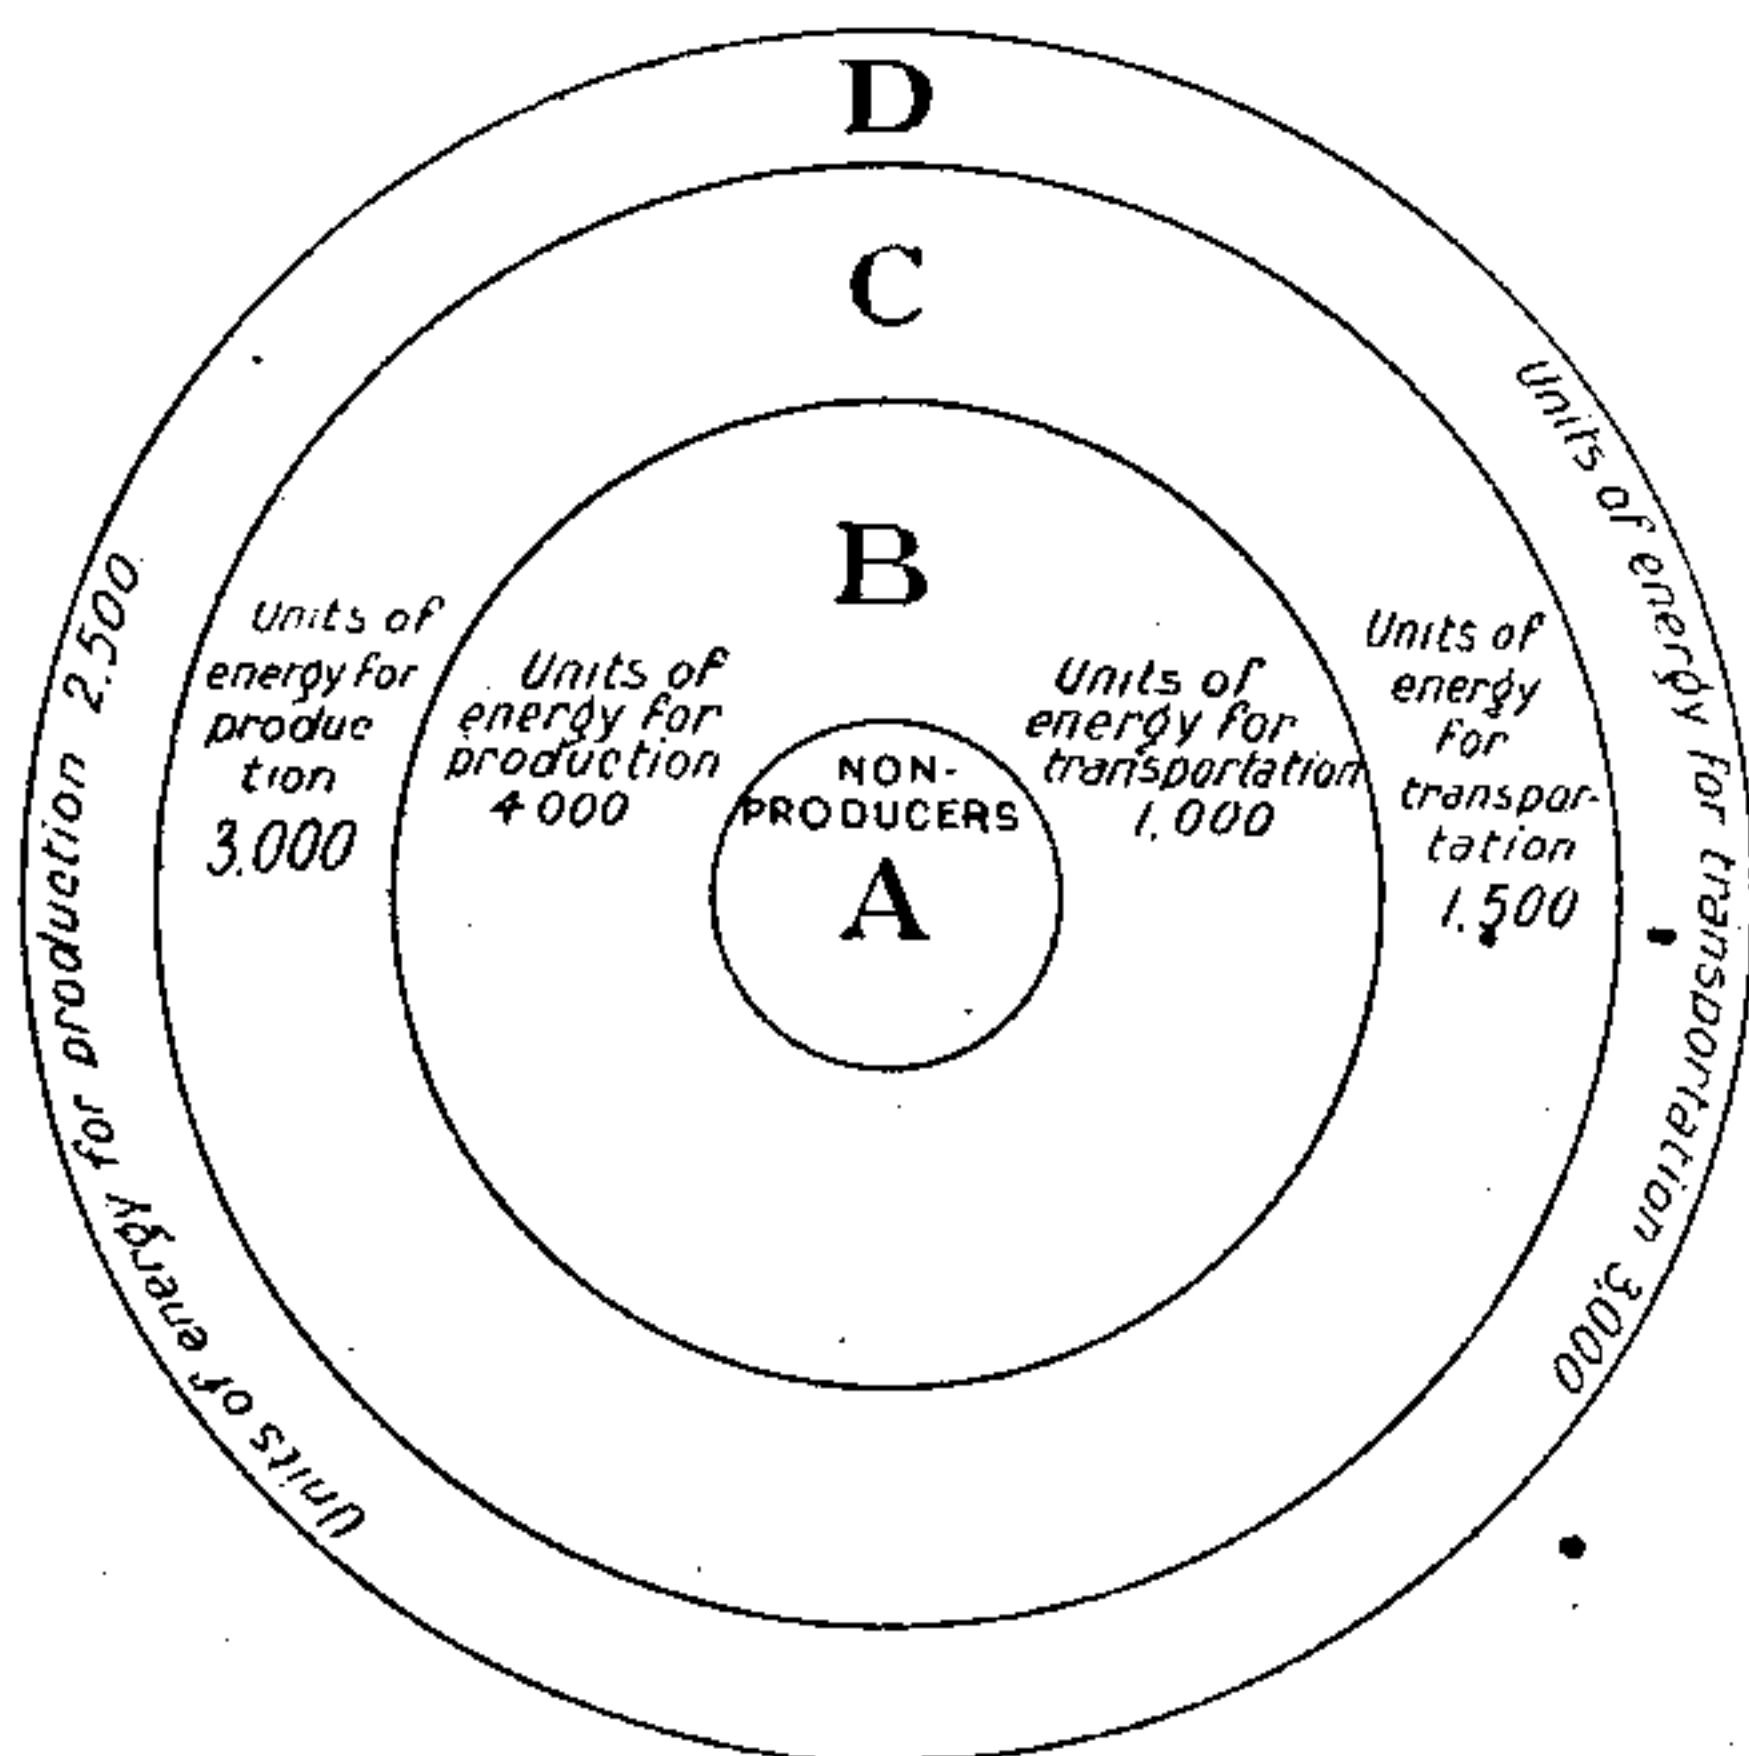 D
C
B
Units of energy for production 2.500
Units of
energy for
produc
tion
3.000
Units of
energy for
production
4000
NON-
PRODUCERS
A
Units of
energy for
transportation
1.000
Units of
energy
for
transpor-
tation
1.500
Units of energy for transportation 3,000